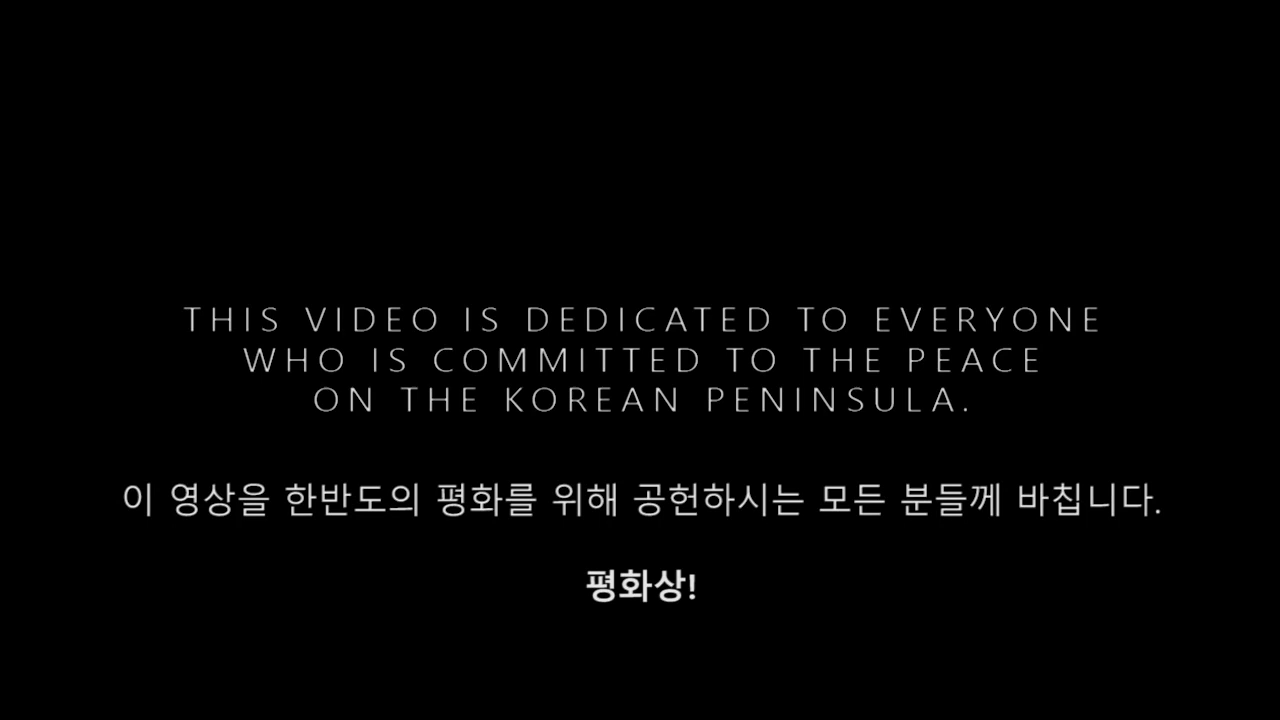 THIS VIDEO IS DEDICATED TO EVERYONE
WHO IS COMMITTED TO THE PEACE
ON THE KOREAN PENINSULA.
이 영상을 한반도의 평화를 위해 공헌하시는 모든 분들께 바칩니다.
평화상!